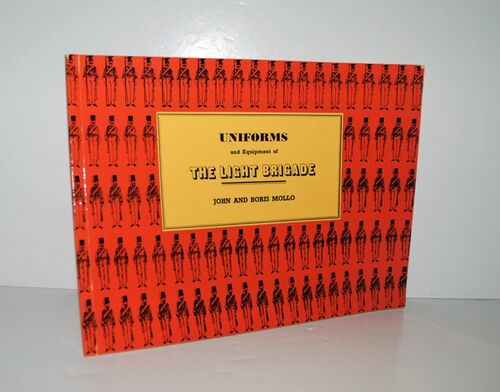 UNIFORMS
and Equipment of
THE LIGHT BRIGADE
JOHN AND BORIS MOLLO